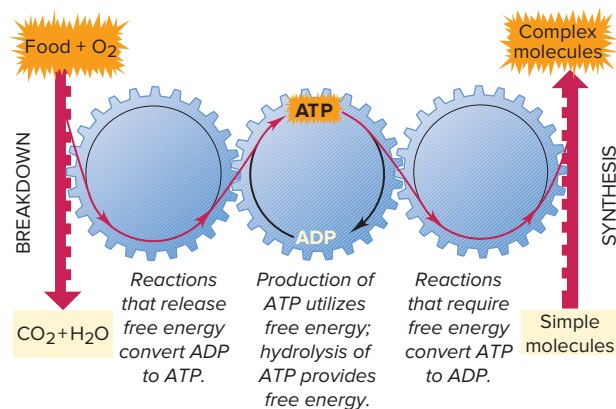 Food + O₂
Complex
molecules
ATP
BREAKDOWN
SYNTHESIS
ADP
CO₂+H₂O
Reactions
that release
free energy
convert ADP
to ATP.
Production of
ATP utilizes
free energy;
hydrolysis of
ATP provides
free energy.
Reactions
that require
free energy
convert ATP
to ADP.
Simple
molecules